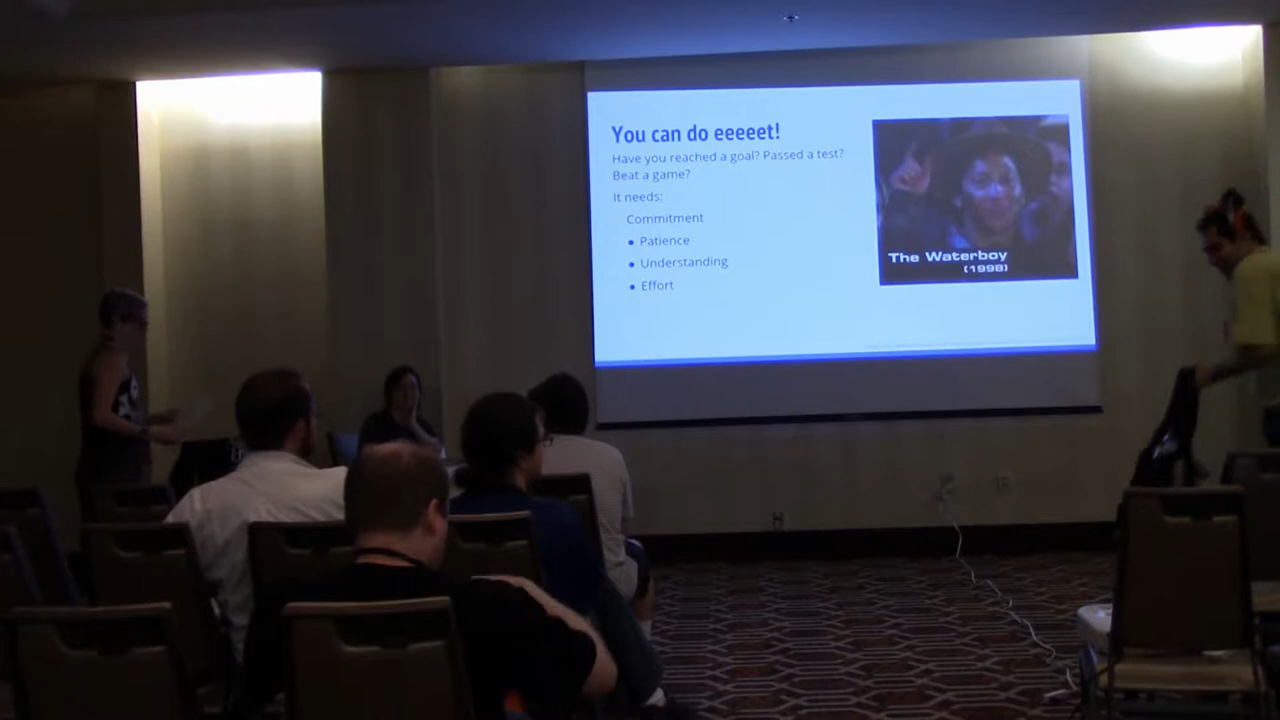 You can do eeeeet!
Have you reached a goal? Passed a test?
Beat a game?
It needs:
Commitment
• Patience
• Understanding
• Effort
The Waterboy
(1998)